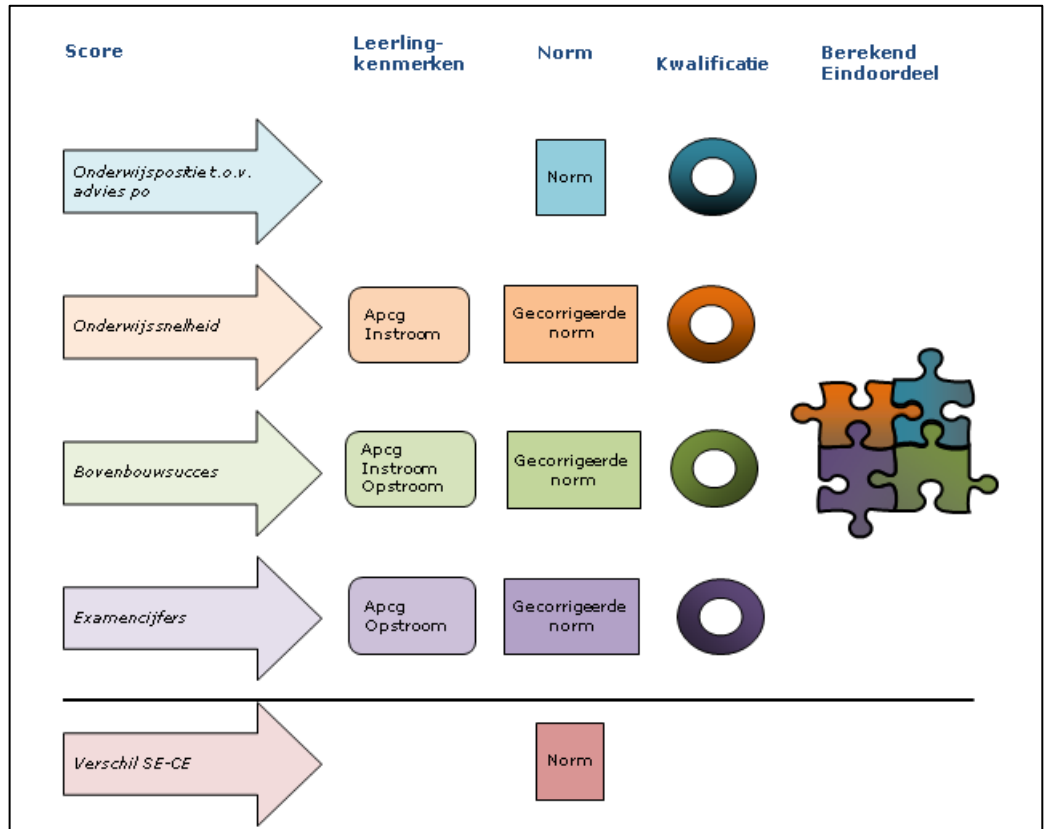 Score
Leerling-
kenmerken
Norm
Kwalificatie
Berekend
Eindoordeel
Onderwijspositie t.o.v.
advies po
Norm
Onderwijssnelheid
Apcg
Instroom
Gecorrigeerde
norm
Bovenbouwsucces
Apcg
Instroom
Opstroom
Gecorrigeerde
norm
Examencijfers
Apcg
Opstroom
Gecorrigeerde
norm
Verschil SE-CE
Norm